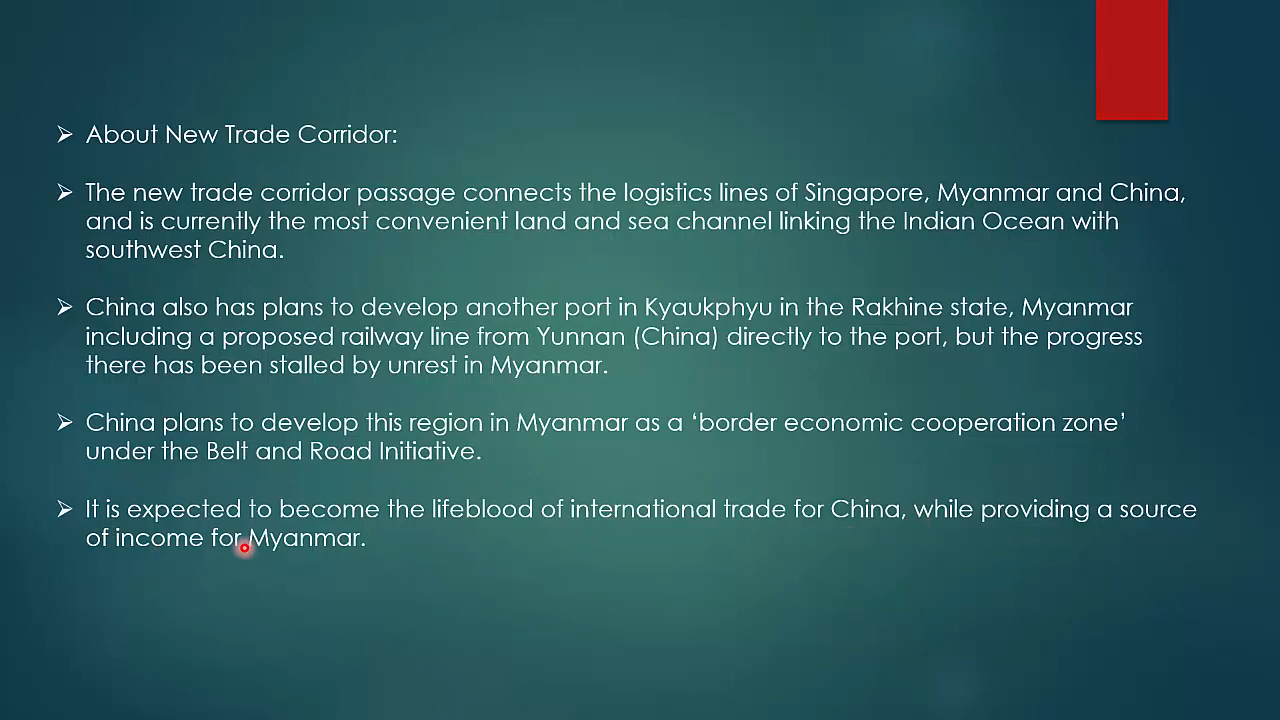 About New Trade Corridor:
The new trade corridor passage connects the logistics lines of Singapore, Myanmar and China,
and is currently the most convenient land and sea channel linking the Indian Ocean with
southwest China.
China also has plans to develop another port in Kyaukphyu in the Rakhine state, Myanmar
including a proposed railway line from Yunnan (China) directly to the port, but the progress
there has been stalled by unrest in Myanmar.
China plans to develop this region in Myanmar as a ‘border economic cooperation zone’
under the Belt and Road Initiative.
It is expected to become the lifeblood of international trade for China, while providing a source
of income for Myanmar.